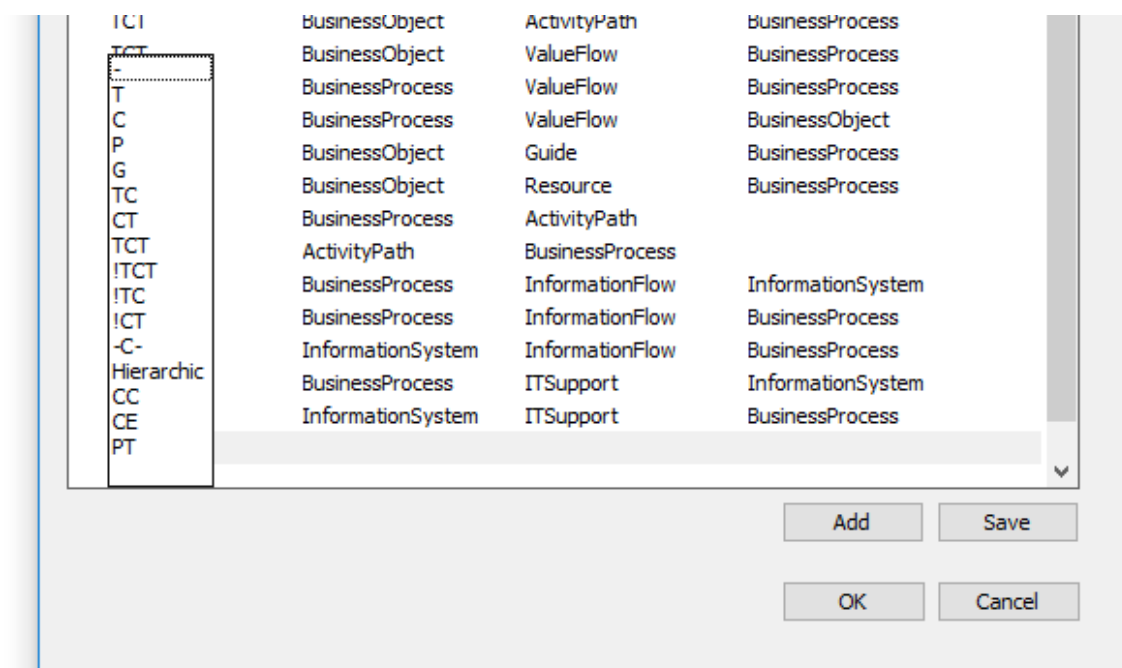 TCT BusinessObject ActivityPath BusinessProcess
TCT BusinessObject ValueFlow BusinessProcess
-
T BusinessProcess ValueFlow BusinessProcess
C BusinessProcess ValueFlow BusinessObject
P BusinessObject Guide BusinessProcess
G
TC BusinessObject Resource BusinessProcess
CT BusinessProcess ActivityPath
TCT ActivityPath BusinessProcess
!TCT
!TC BusinessProcess InformationFlow InformationSystem
!CT BusinessProcess InformationFlow BusinessProcess
-C- InformationSystem InformationFlow BusinessProcess
Hierarchic
CC BusinessProcess ITSupport InformationSystem
CE InformationSystem ITSupport BusinessProcess
PT
Add Save
OK Cancel